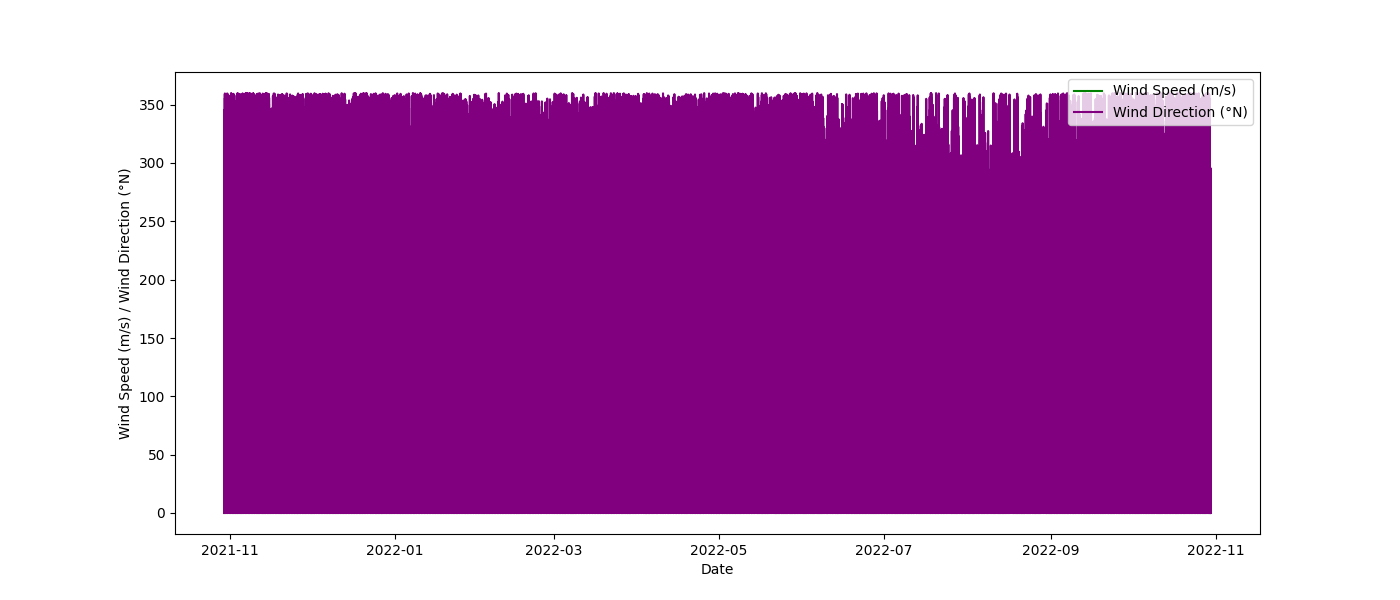 Wind Speed (m/s)
Wind Direction (°N)
Wind Speed (m/s) / Wind Direction (°N)
350
300
250
200
150
100
50
0
2021-11 2022-01 2022-03 2022-05 2022-07 2022-09 2022-11
Date